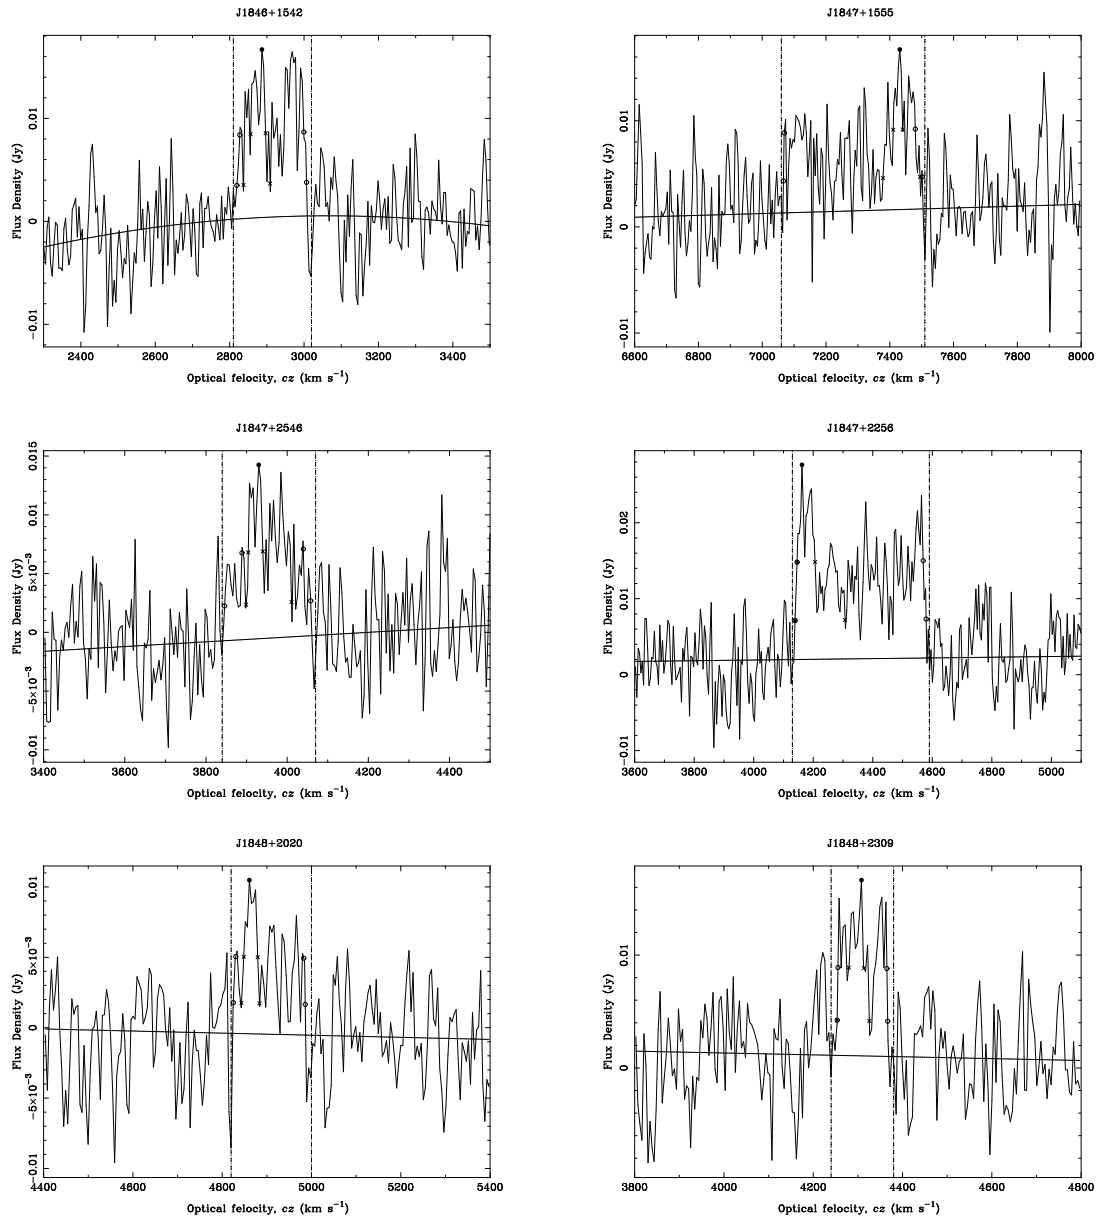 J1846+1542
Flux Density (Jy)
−0.01 0 0.01
2400 2600 2800 3000 3200 3400
Optical felocity, cz (km s⁻¹)
J1847+1555
Flux Density (Jy)
−0.01 0 0.01
6600 6800 7000 7200 7400 7600 7800 8000
Optical felocity, cz (km s⁻¹)
J1847+2546
Flux Density (Jy)
−0.01 −5×10⁻³ 0 5×10⁻³ 0.01 0.015
3400 3600 3800 4000 4200 4400
Optical felocity, cz (km s⁻¹)
J1847+2256
Flux Density (Jy)
−0.01 0 0.01 0.02
3600 3800 4000 4200 4400 4600 4800 5000
Optical felocity, cz (km s⁻¹)
J1848+2020
Flux Density (Jy)
−0.01 −5×10⁻³ 0 5×10⁻³ 0.01
4400 4600 4800 5000 5200 5400
Optical felocity, cz (km s⁻¹)
J1848+2309
Flux Density (Jy)
0 0.01
3800 4000 4200 4400 4600 4800
Optical felocity, cz (km s⁻¹)